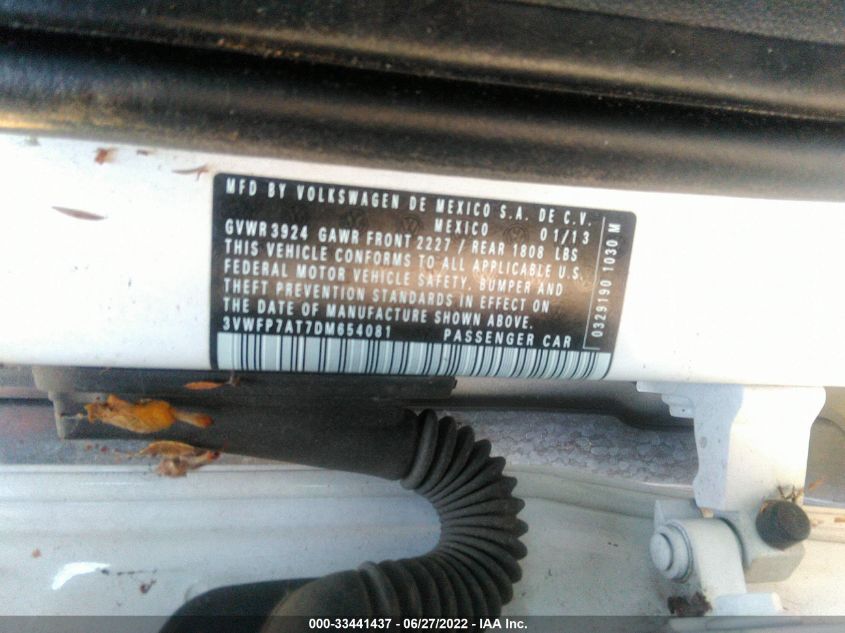 MFD BY VOLKSWAGEN DE MEXICO S.A. DE C.V.
MEXICO 01/13
GVWR 3924 GAWR FRONT 2227 / REAR 1808 LBS
THIS VEHICLE CONFORMS TO ALL APPLICABLE U.S.
FEDERAL MOTOR VEHICLE SAFETY, BUMPER AND
THEFT PREVENTION STANDARDS IN EFFECT ON
THE DATE OF MANUFACTURE SHOWN ABOVE.
3VWFP7AT7DM654081 PASSENGER CAR
0329190 1030 M
000-33441437 - 06/27/2022 - IAA Inc.